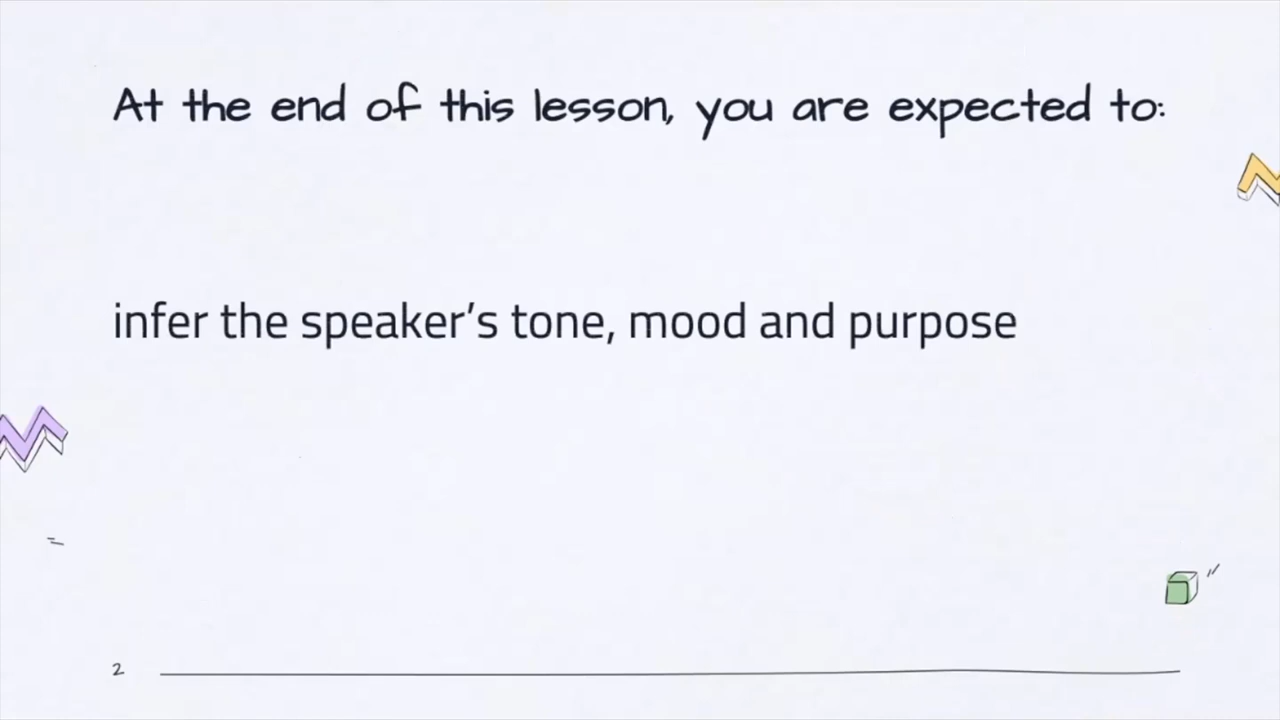 At the end of this lesson, you are expected to:
infer the speaker’s tone, mood and purpose
2